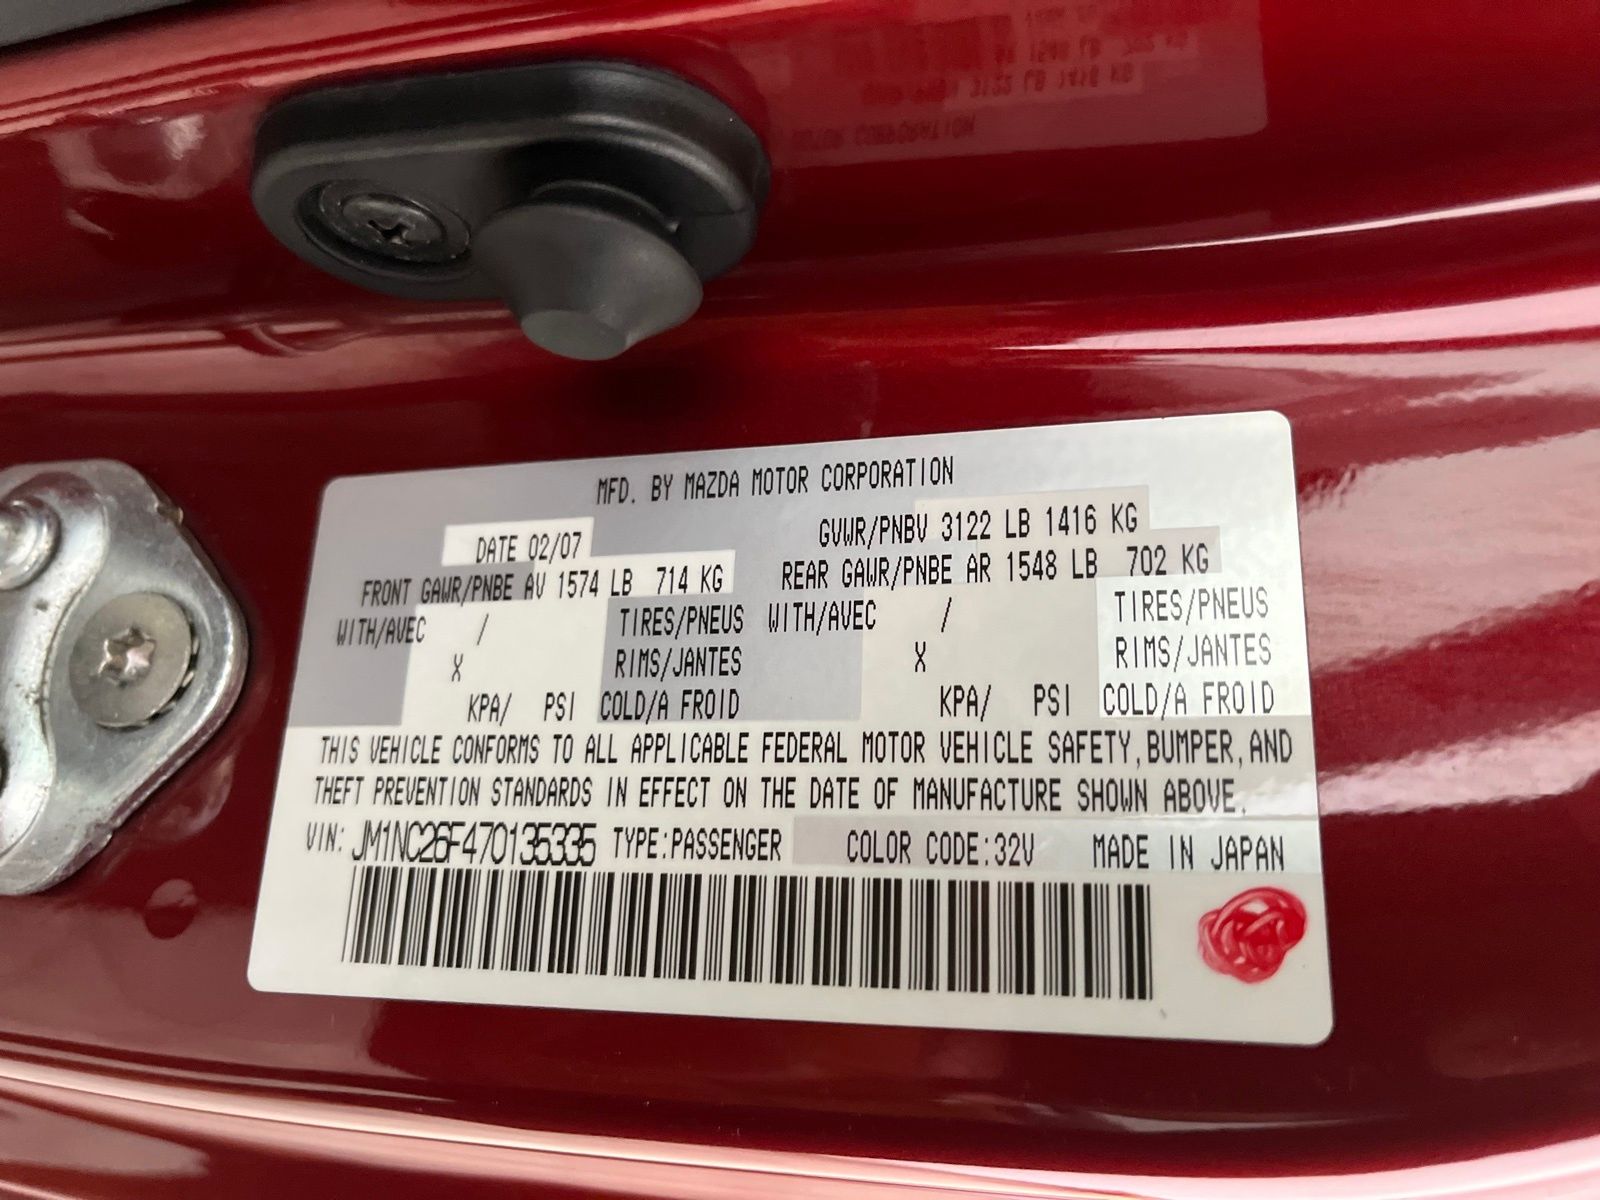 MFD. BY MAZDA MOTOR CORPORATION
DATE 02/07 GVWR/PNBV 3122 LB 1416 KG
FRONT GAWR/PNBE AV 1574 LB 714 KG REAR GAWR/PNBE AR 1548 LB 702 KG
WITH/AVEC / TIRES/PNEUS WITH/AVEC / TIRES/PNEUS
X RIMS/JANTES X RIMS/JANTES
KPA/ PSI COLD/A FROID KPA/ PSI COLD/A FROID
THIS VEHICLE CONFORMS TO ALL APPLICABLE FEDERAL MOTOR VEHICLE SAFETY, BUMPER, AND
THEFT PREVENTION STANDARDS IN EFFECT ON THE DATE OF MANUFACTURE SHOWN ABOVE.
VIN: JM1NC26F470135335 TYPE:PASSENGER COLOR CODE:32V MADE IN JAPAN